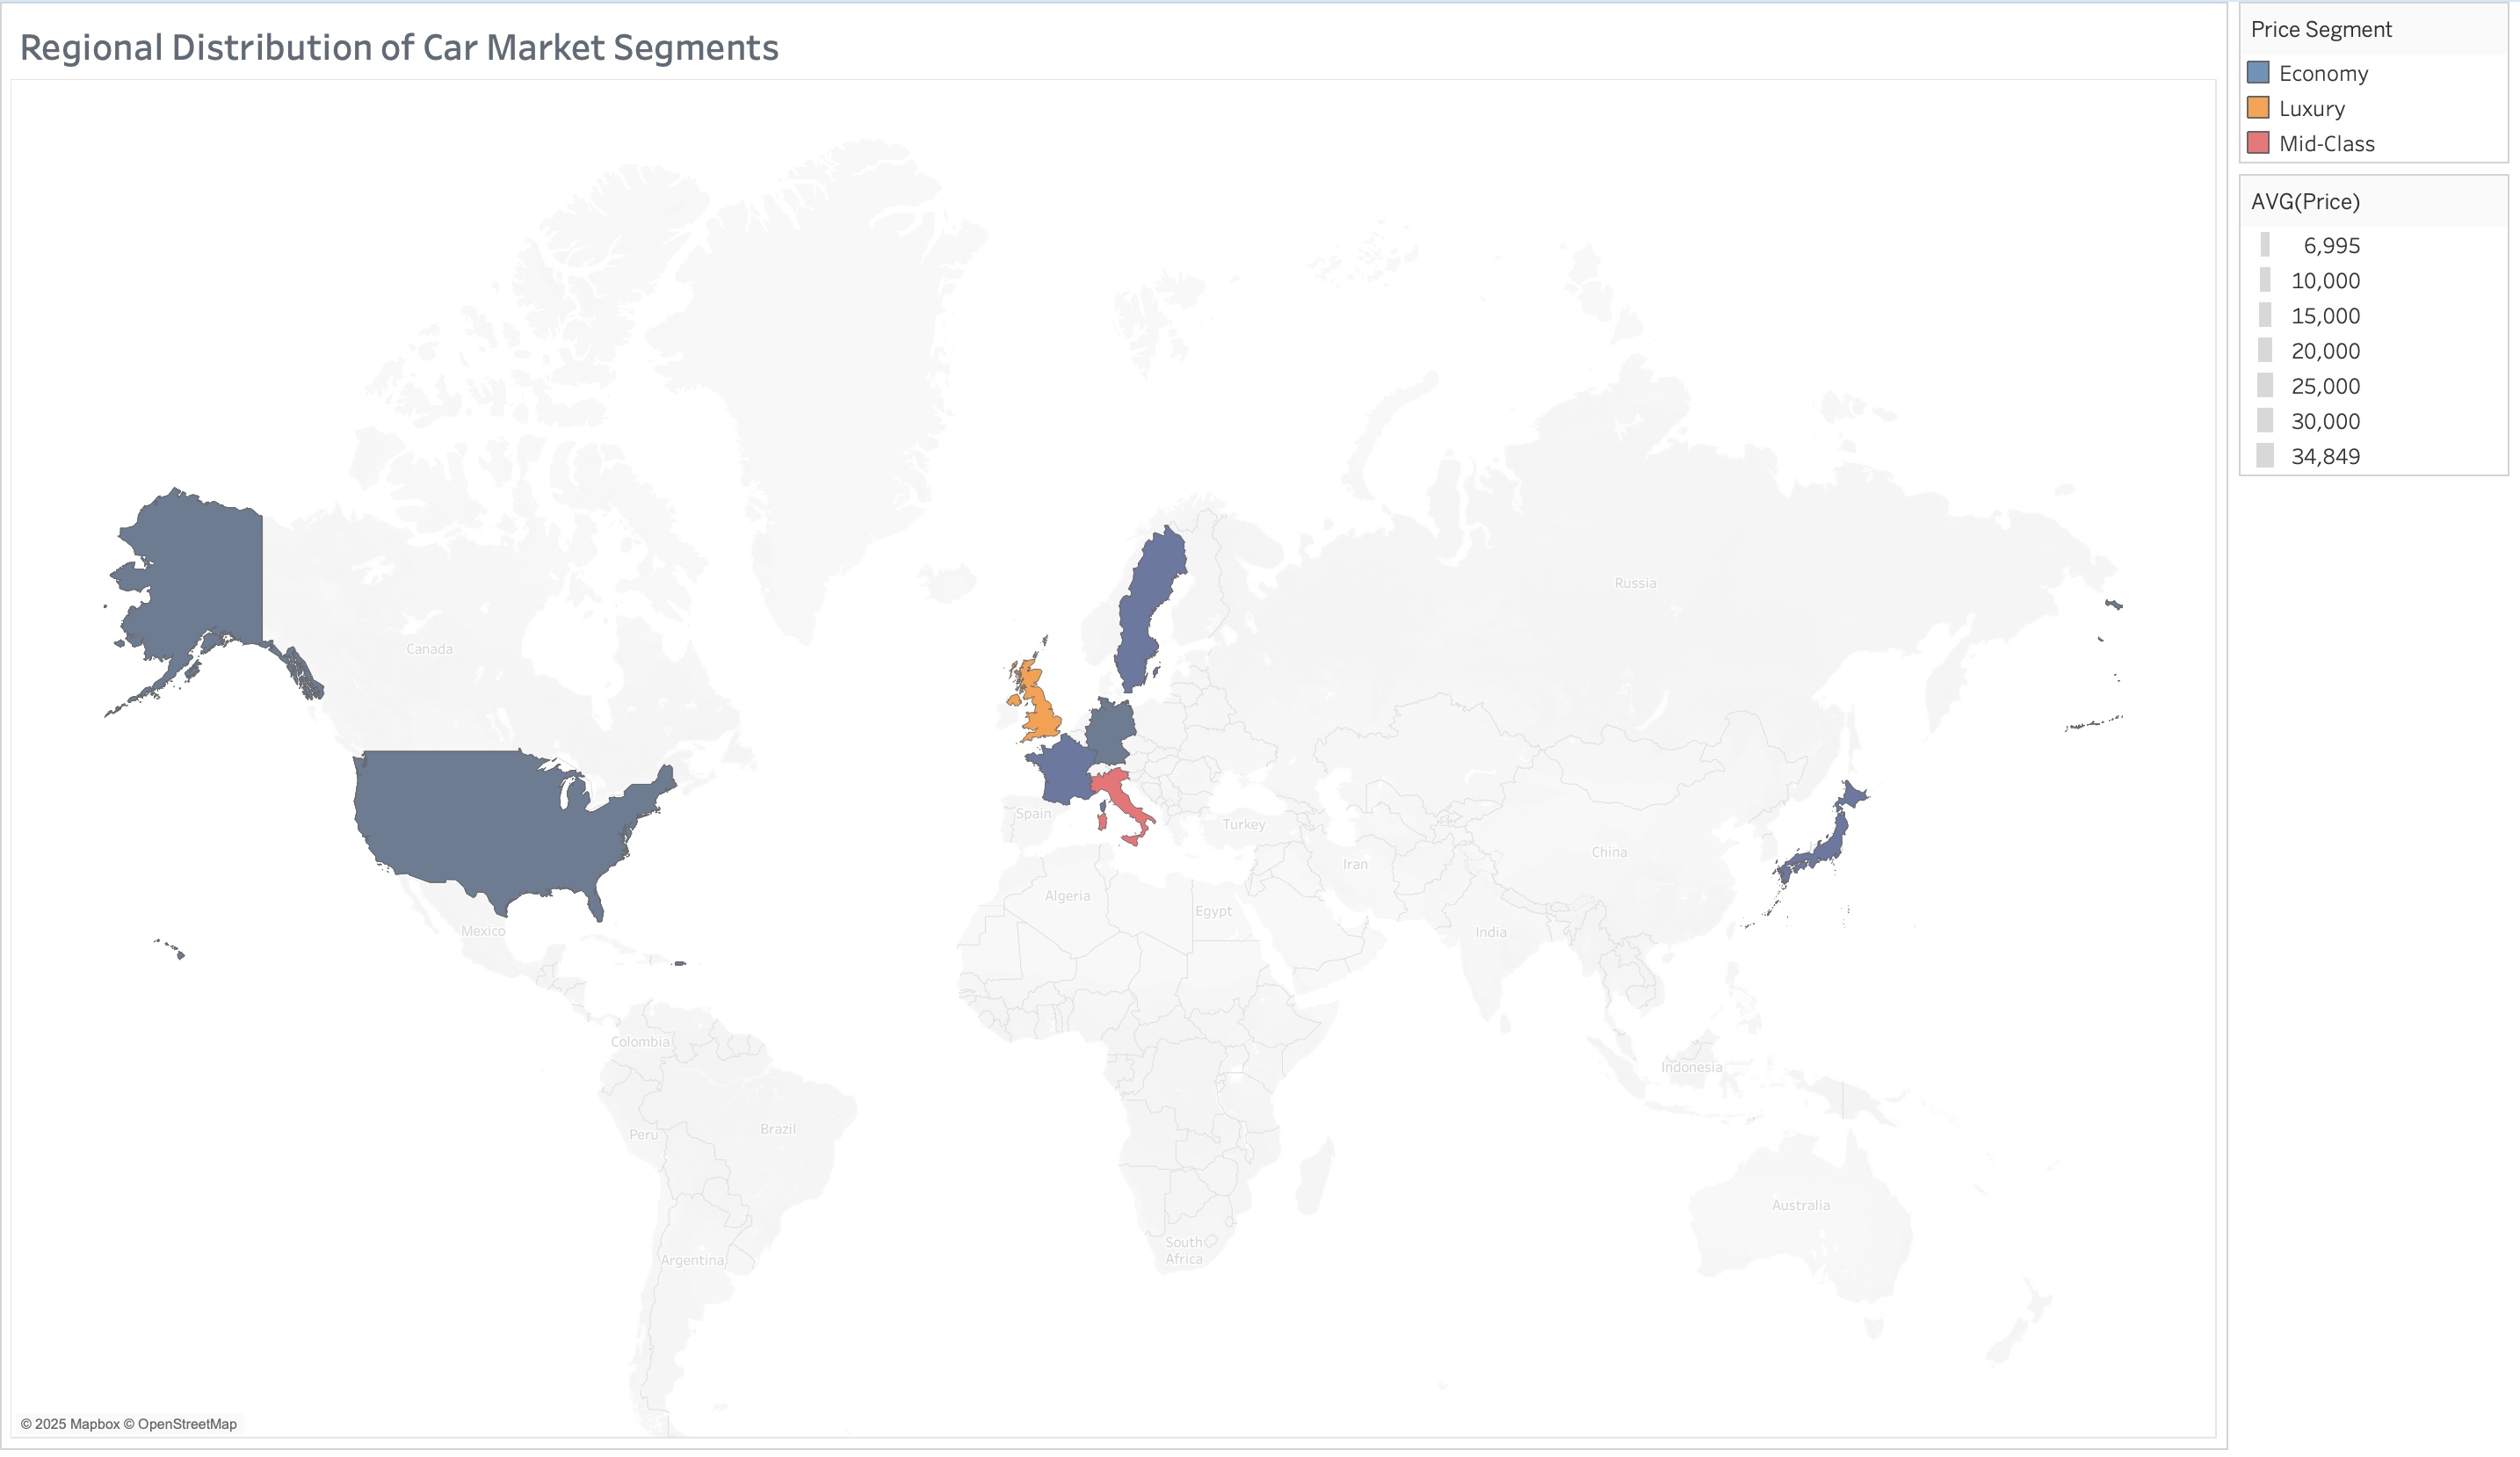 Regional Distribution of Car Market Segments
Price Segment
Economy
Luxury
Mid-Class
AVG(Price)
6,995
10,000
15,000
20,000
25,000
30,000
34,849
Russia
Canada
Spain
Turkey
China
Iran
Algeria
Egypt
India
Mexico
Colombia
Indonesia
Peru
Brazil
Australia
South
Africa
Argentina
© 2025 Mapbox © OpenStreetMap